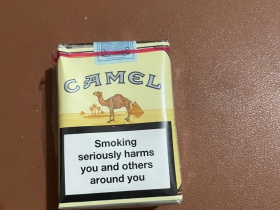 CAMEL
Smoking
seriously harms
you and others
around you